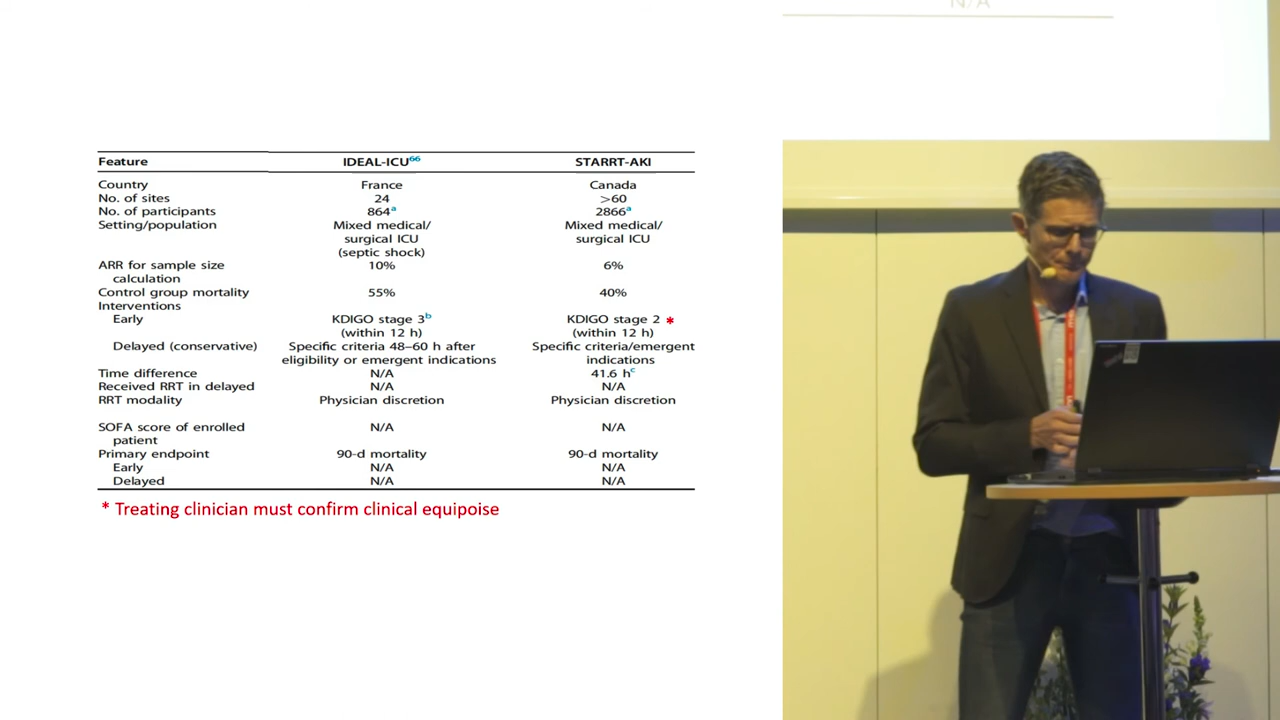 N/A
Feature IDEAL-ICU66 STARRT-AKI
Country France Canada
No. of sites 24 >60
No. of participants 864a 2866a
Setting/population Mixed medical/ Mixed medical/
surgical ICU surgical ICU
(septic shock)
ARR for sample size 10% 6%
calculation
Control group mortality 55% 40%
Interventions
Early KDIGO stage 3b KDIGO stage 2 *
(within 12 h) (within 12 h)
Delayed (conservative) Specific criteria 48–60 h after Specific criteria/emergent
eligibility or emergent indications indications
Time difference N/A 41.6 hc
Received RRT in delayed N/A N/A
RRT modality Physician discretion Physician discretion
SOFA score of enrolled N/A N/A
patient
Primary endpoint 90-d mortality 90-d mortality
Early N/A N/A
Delayed N/A N/A
* Treating clinician must confirm clinical equipoise